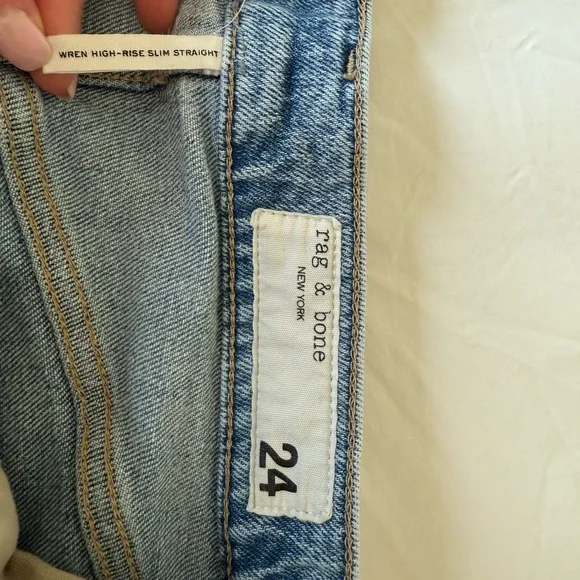 WREN HIGH-RISE SLIM STRAIGHT
rag & bone
NEW YORK
24